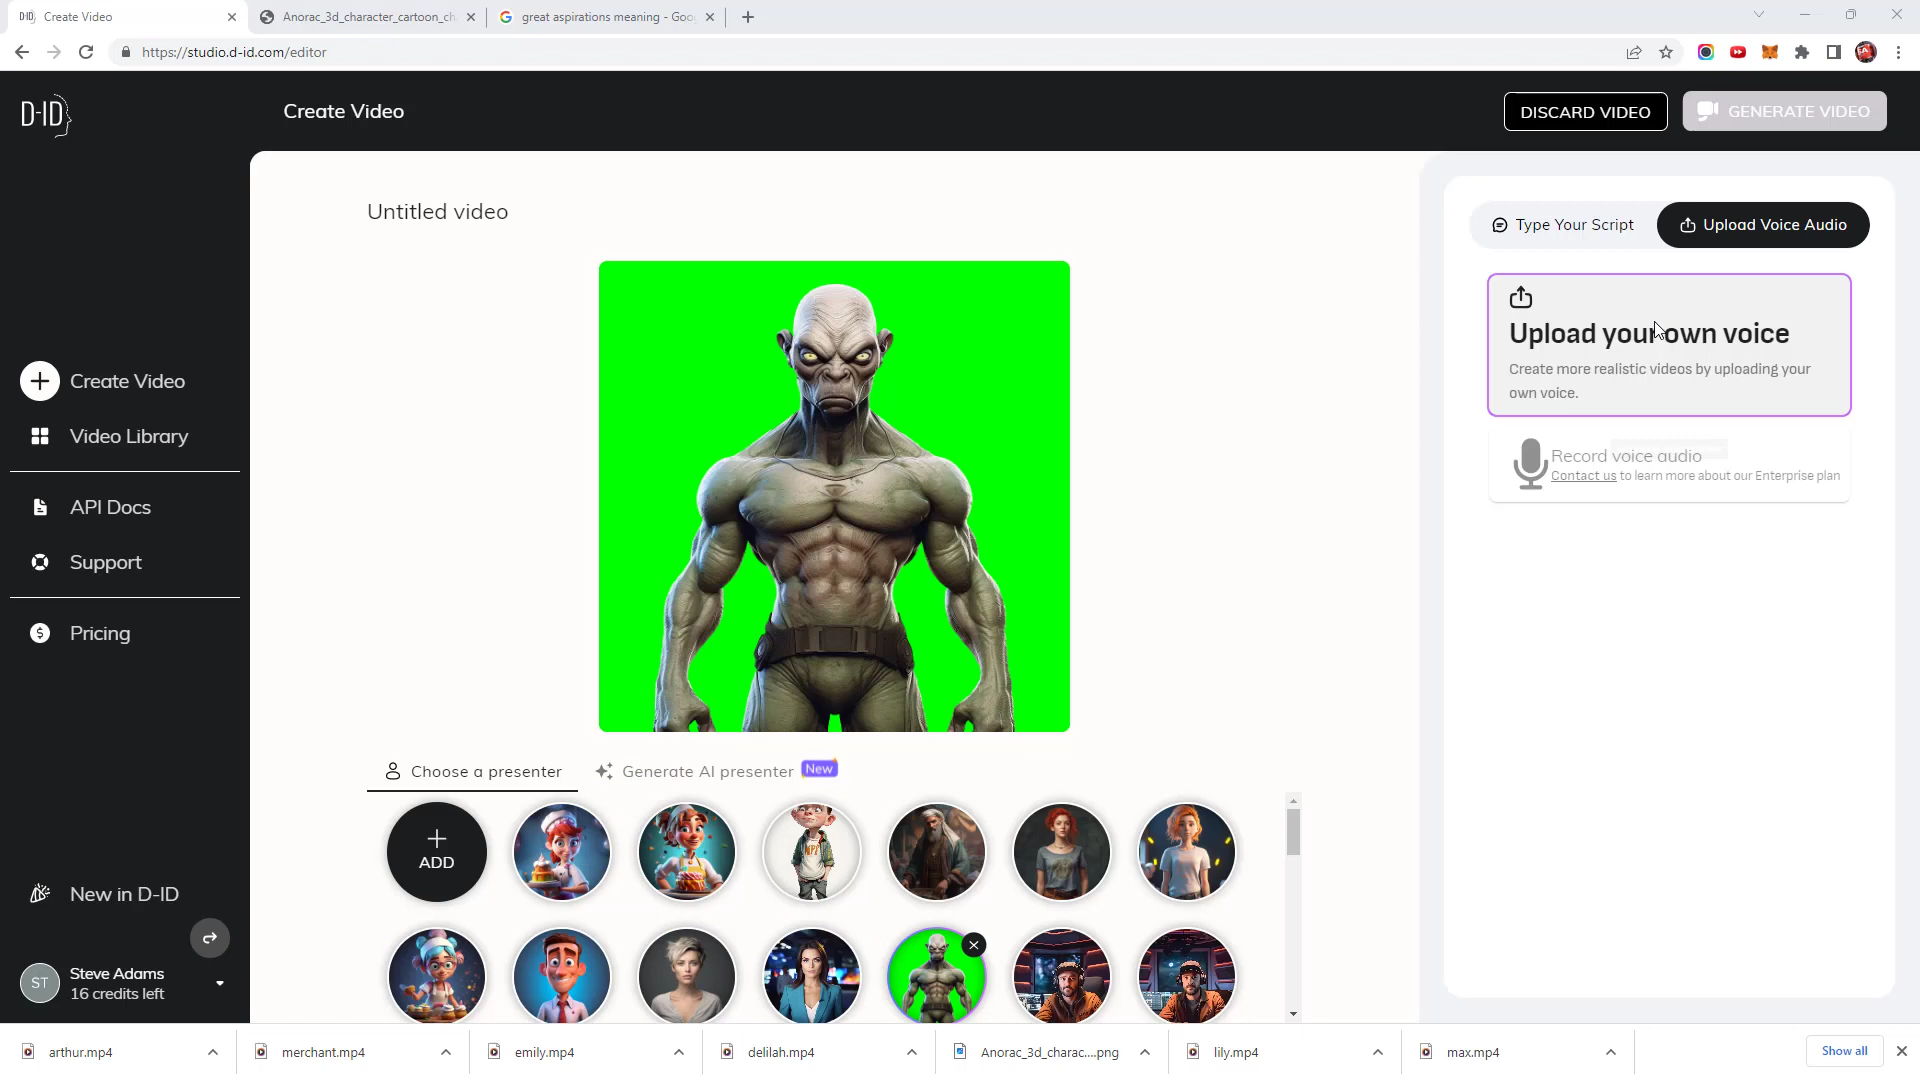 Create Video
Anorac_3d_character_cartoon_ch
great aspirations meaning - Goo
https://studio.d-id.com/editor
D-ID
Create Video
DISCARD VIDEO
GENERATE VIDEO
Untitled video
Type Your Script
Upload Voice Audio
Upload your own voice
Create more realistic videos by uploading your
own voice.
Record voice audio
Contact us to learn more about our Enterprise plan
Create Video
Video Library
API Docs
Support
Pricing
Choose a presenter
Generate AI presenter
New
ADD
New in D-ID
ST
Steve Adams
16 credits left
arthur.mp4
merchant.mp4
emily.mp4
delilah.mp4
Anorac_3d_charac....png
lily.mp4
max.mp4
Show all